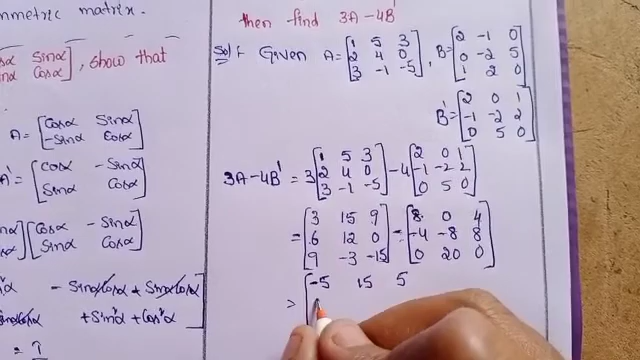 mmetric matrix.
sα sinα], show that
inα cosα]
A = [cosα sinα
-sinα cosα]
A' = [cosα -sinα
sinα cosα]
][cosα -sinα
sinα cosα]
²α - sinαcosα + sinαcosα
+ sin²α + cos²α
= I
then find 3A-4B'
Sol:- Given A = [1 5 3
2 4 0
3 -1 -5], B = [2 -1 0
0 -2 5
1 2 0]
B' = [2 0 1
-1 -2 2
0 5 0]
3A-4B' = 3[1 5 3
2 4 0
3 -1 -5] -4[2 0 1
-1 -2 2
0 5 0]
= [3 15 9
6 12 0
9 -3 -15] - [8 0 4
-4 -8 8
0 20 0]
= [-5 15 5